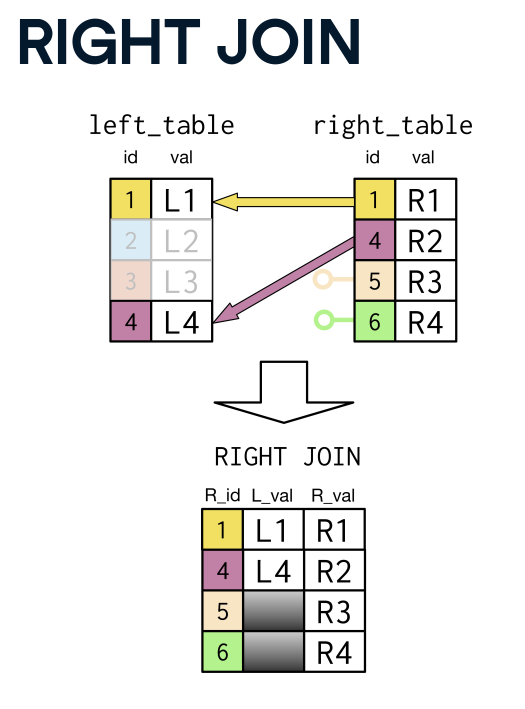 RIGHT JOIN
left_table right_table
id val id val
1 L1 1 R1
2 L2 4 R2
3 L3 5 R3
4 L4 6 R4
RIGHT JOIN
R_id L_val R_val
1 L1 R1
4 L4 R2
5 R3
6 R4